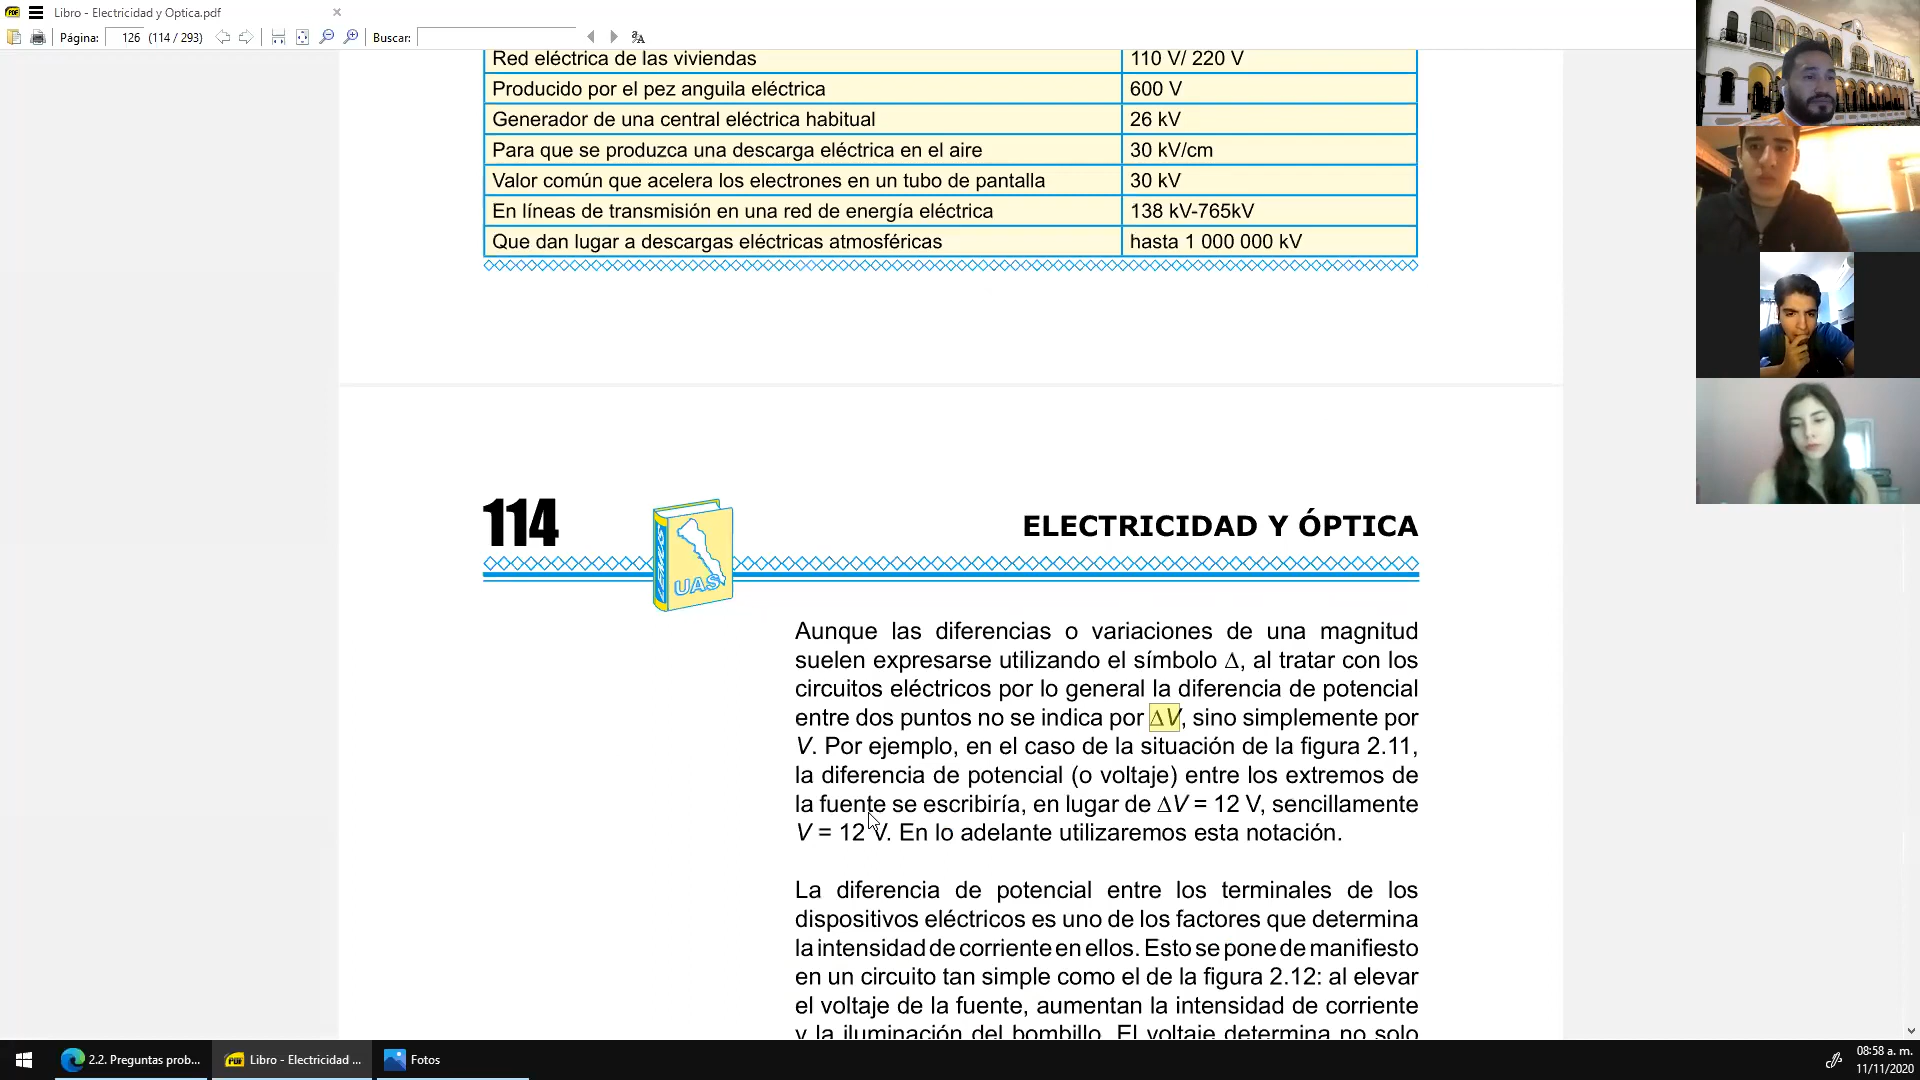 Libro - Electricidad y Optica.pdf
Página: 126 (114 / 293) Buscar:
Red eléctrica de las viviendas 110 V/ 220 V
Producido por el pez anguila eléctrica 600 V
Generador de una central eléctrica habitual 26 kV
Para que se produzca una descarga eléctrica en el aire 30 kV/cm
Valor común que acelera los electrones en un tubo de pantalla 30 kV
En líneas de transmisión en una red de energía eléctrica 138 kV-765kV
Que dan lugar a descargas eléctricas atmosféricas hasta 1 000 000 kV
114 ELECTRICIDAD Y ÓPTICA
UAS
Aunque las diferencias o variaciones de una magnitud
suelen expresarse utilizando el símbolo Δ, al tratar con los
circuitos eléctricos por lo general la diferencia de potencial
entre dos puntos no se indica por ΔV, sino simplemente por
V. Por ejemplo, en el caso de la situación de la figura 2.11,
la diferencia de potencial (o voltaje) entre los extremos de
la fuente se escribiría, en lugar de ΔV = 12 V, sencillamente
V = 12 V. En lo adelante utilizaremos esta notación.
La diferencia de potencial entre los terminales de los
dispositivos eléctricos es uno de los factores que determina
la intensidad de corriente en ellos. Esto se pone de manifiesto
en un circuito tan simple como el de la figura 2.12: al elevar
el voltaje de la fuente, aumentan la intensidad de corriente
y la iluminación del bombillo. El voltaje determina no solo
2.2. Preguntas prob... Libro - Electricidad ... Fotos
08:58 a. m.
11/11/2020